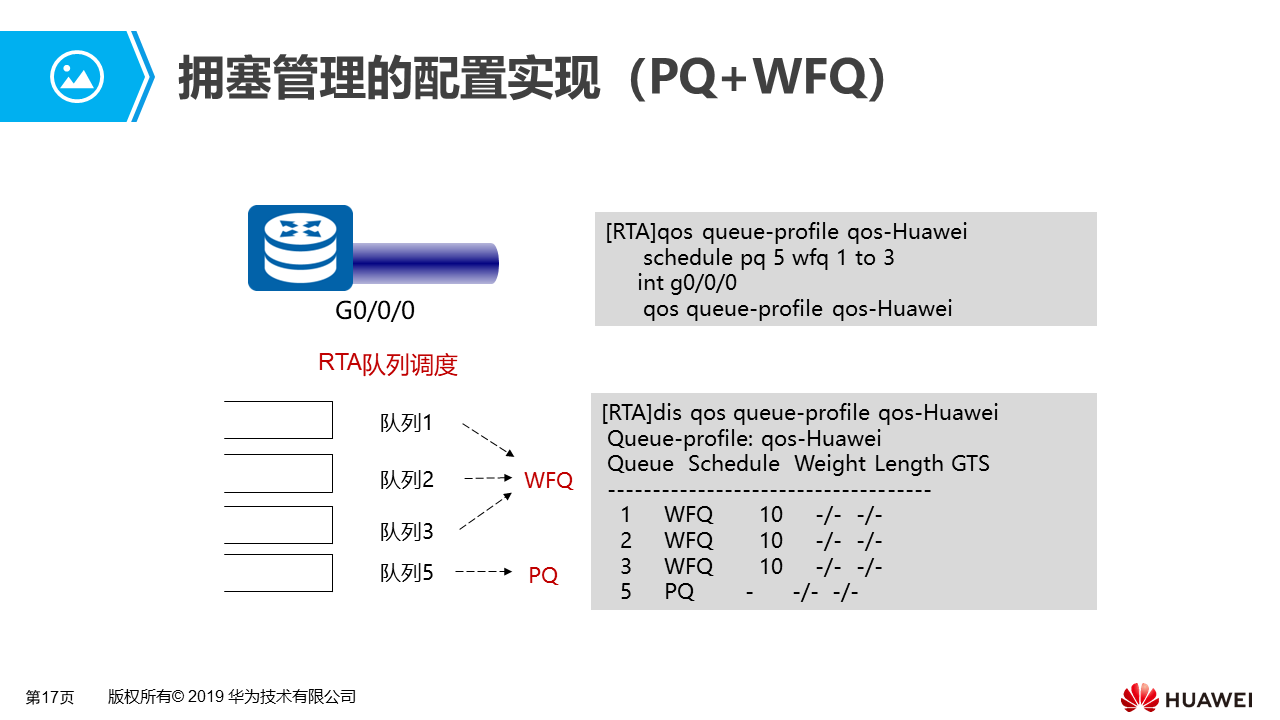 拥塞管理的配置实现（PQ+WFQ）
G0/0/0
[RTA]qos queue-profile qos-Huawei
schedule pq 5 wfq 1 to 3
int g0/0/0
qos queue-profile qos-Huawei
RTA队列调度
队列1
队列2
队列3
队列5
WFQ
PQ
[RTA]dis qos queue-profile qos-Huawei
Queue-profile: qos-Huawei
Queue Schedule Weight Length GTS
------------------------------------
1 WFQ 10 -/- -/-
2 WFQ 10 -/- -/-
3 WFQ 10 -/- -/-
5 PQ - -/- -/-
第17页 版权所有© 2019 华为技术有限公司
HUAWEI